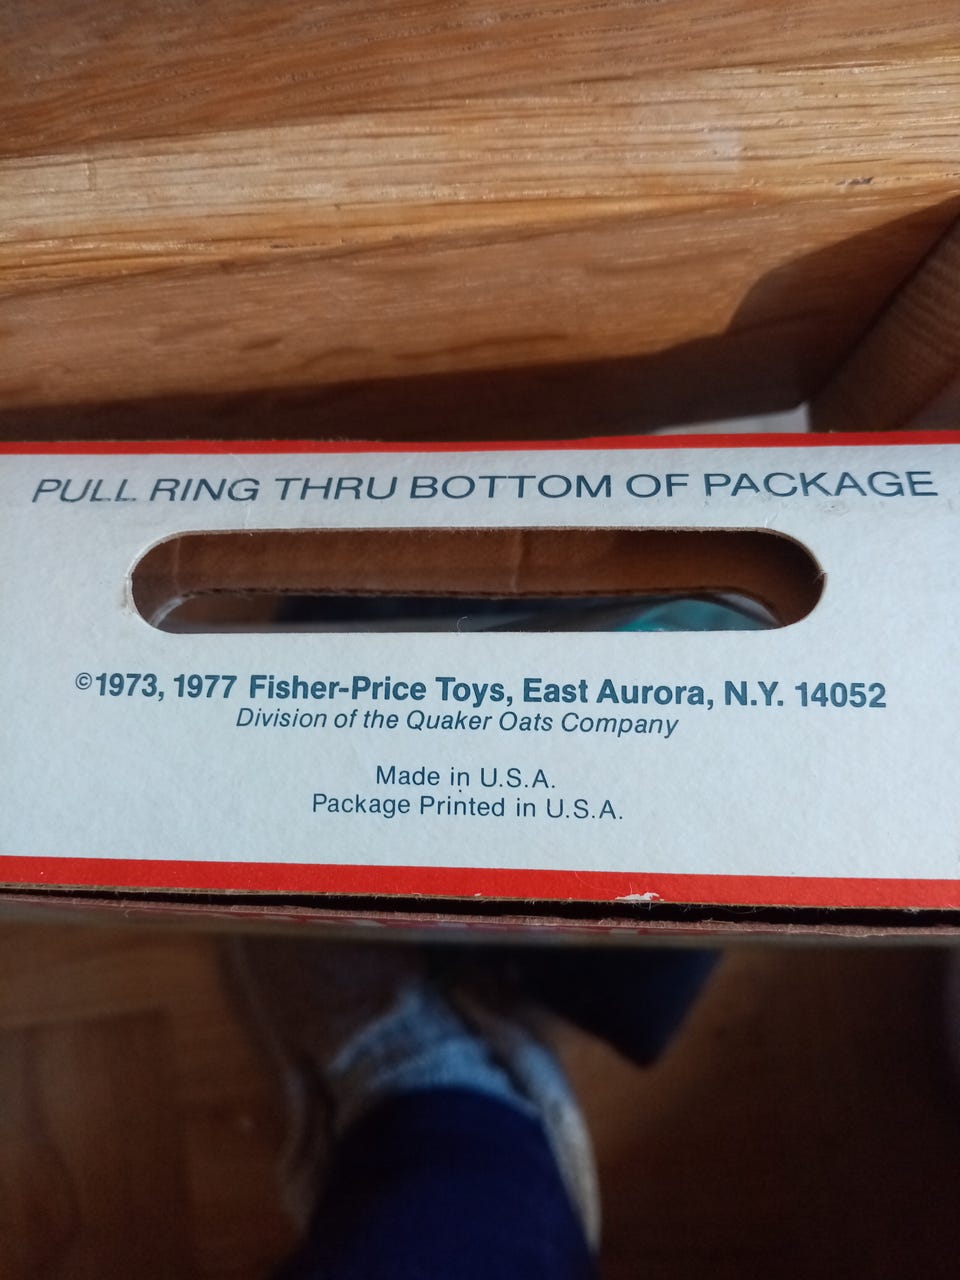 PULL RING THRU BOTTOM OF PACKAGE
©1973, 1977 Fisher-Price Toys, East Aurora, N.Y. 14052
Division of the Quaker Oats Company
Made in U.S.A.
Package Printed in U.S.A.